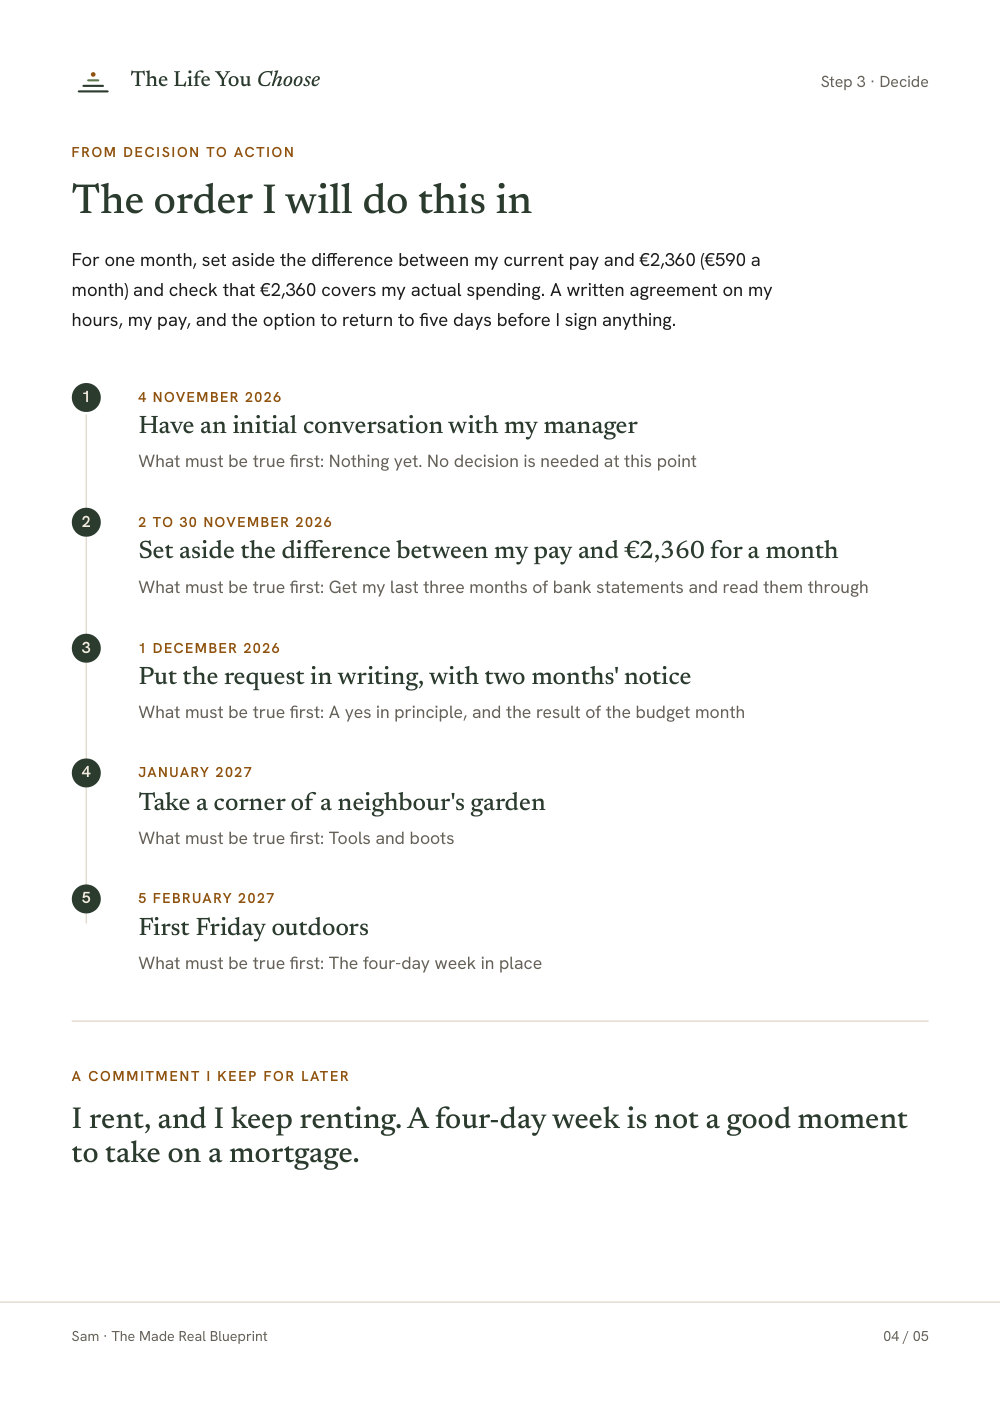 The Life You Choose
Step 3 · Decide
FROM DECISION TO ACTION
The order I will do this in
For one month, set aside the difference between my current pay and €2,360 (€590 a
month) and check that €2,360 covers my actual spending. A written agreement on my
hours, my pay, and the option to return to five days before I sign anything.
1
4 NOVEMBER 2026
Have an initial conversation with my manager
What must be true first: Nothing yet. No decision is needed at this point
2
2 TO 30 NOVEMBER 2026
Set aside the difference between my pay and €2,360 for a month
What must be true first: Get my last three months of bank statements and read them through
3
1 DECEMBER 2026
Put the request in writing, with two months' notice
What must be true first: A yes in principle, and the result of the budget month
4
JANUARY 2027
Take a corner of a neighbour's garden
What must be true first: Tools and boots
5
5 FEBRUARY 2027
First Friday outdoors
What must be true first: The four-day week in place
A COMMITMENT I KEEP FOR LATER
I rent, and I keep renting. A four-day week is not a good moment
to take on a mortgage.
Sam · The Made Real Blueprint
04 / 05